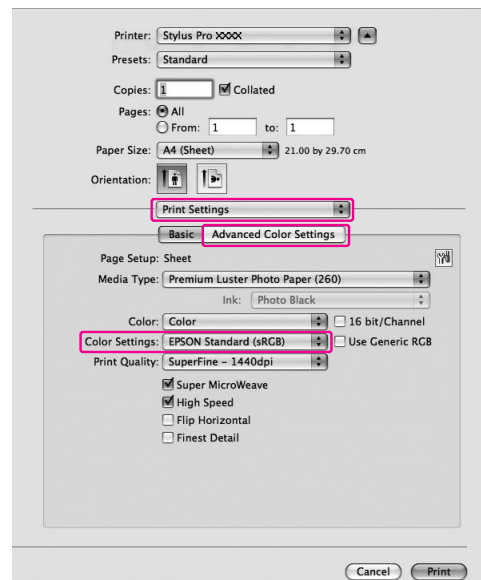 Printer: Stylus Pro XXXX
Presets: Standard
Copies: 1 Collated
Pages: All
From: 1 to: 1
Paper Size: A4 (Sheet) 21.00 by 29.70 cm
Orientation:
Print Settings
Basic Advanced Color Settings
Page Setup: Sheet
Media Type: Premium Luster Photo Paper (260)
Ink: Photo Black
Color: Color 16 bit/Channel
Color Settings: EPSON Standard (sRGB) Use Generic RGB
Print Quality: SuperFine – 1440dpi
Super MicroWeave
High Speed
Flip Horizontal
Finest Detail
Cancel Print